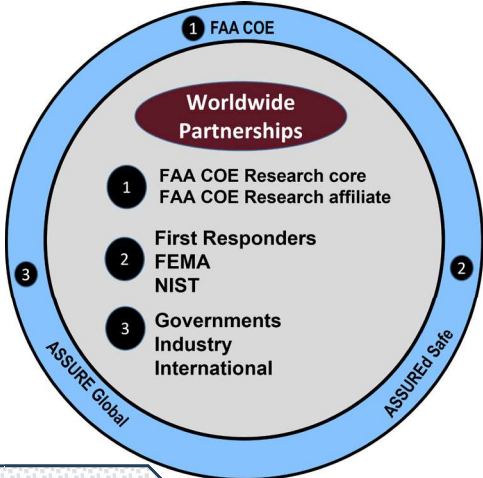 1 FAA COE
Worldwide
Partnerships
1 FAA COE Research core
FAA COE Research affiliate
2 First Responders
FEMA
NIST
3 Governments
Industry
International
3 ASSURE Global
2 ASSUREd Safe